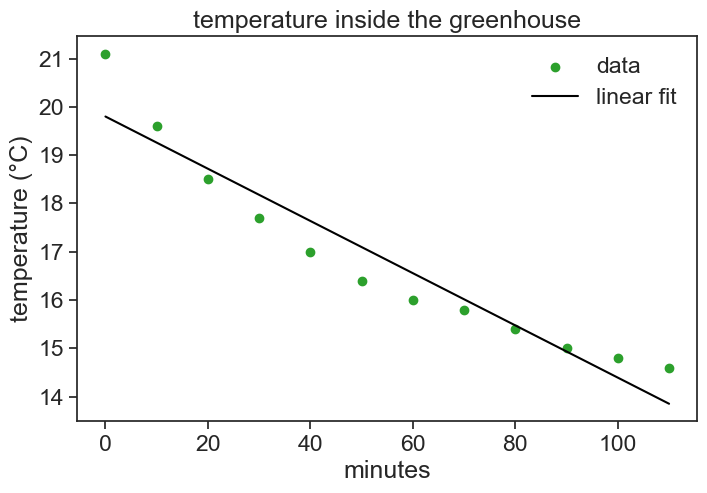 temperature inside the greenhouse
21
20
19
18
17
16
15
14
temperature (°C)
data
linear fit
0
20
40
60
80
100
minutes